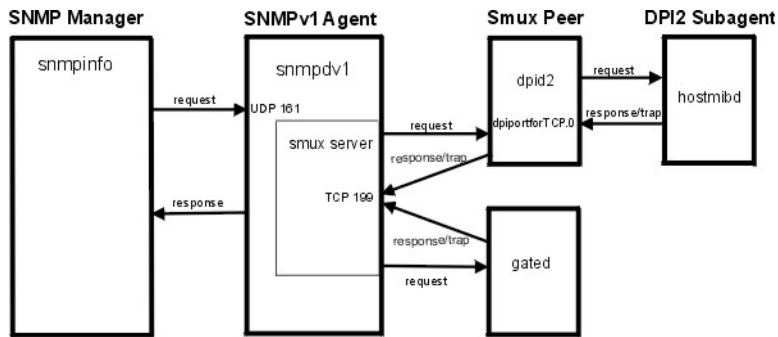 SNMP Manager
SNMPv1 Agent
Smux Peer
DPI2 Subagent
snmpinfo
snmpdv1
dpid2
hostmibd
request
UDP 161
request
dpiportforTCP.0
request
response/trap
smux server
response/trap
TCP 199
response
response/trap
gated
request